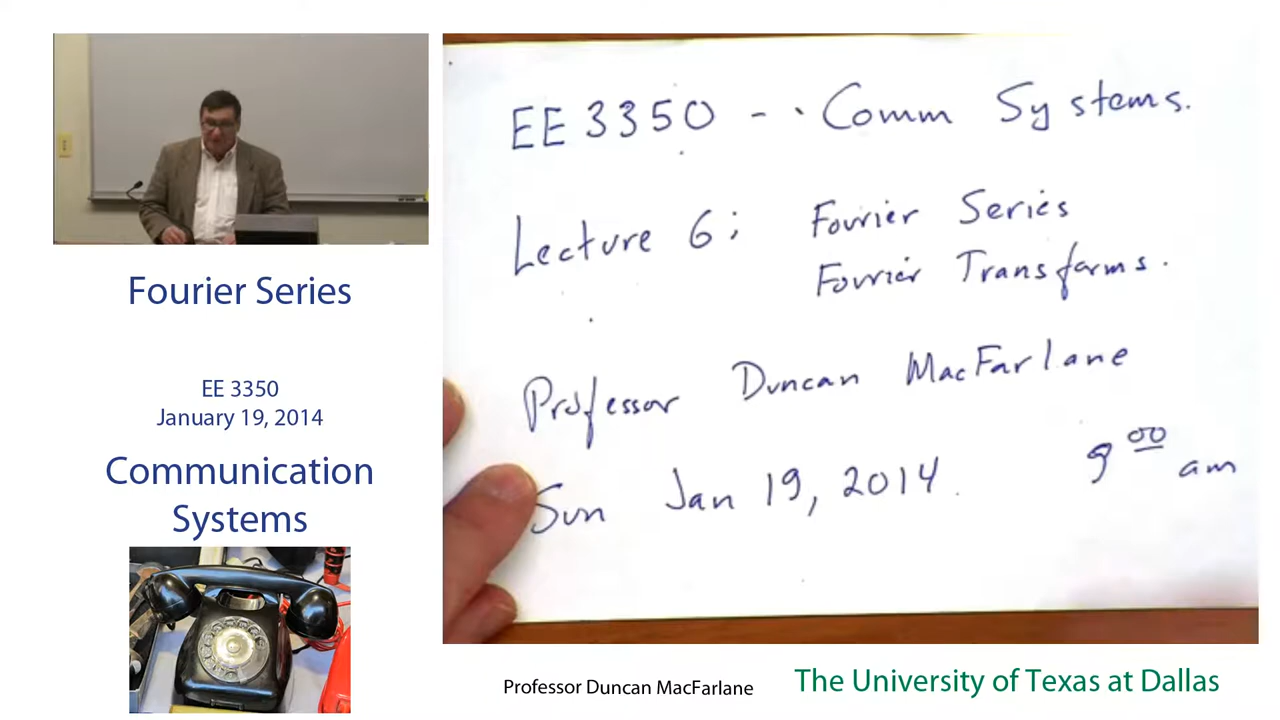 EE 3350 - . Comm Systems.
Lecture 6; Fourier Series
Fourier Transforms.
Professor Duncan MacFarlane
Sun Jan 19, 2014. 9 00 am
Fourier Series
EE 3350
January 19, 2014
Communication
Systems
Professor Duncan MacFarlane
The University of Texas at Dallas